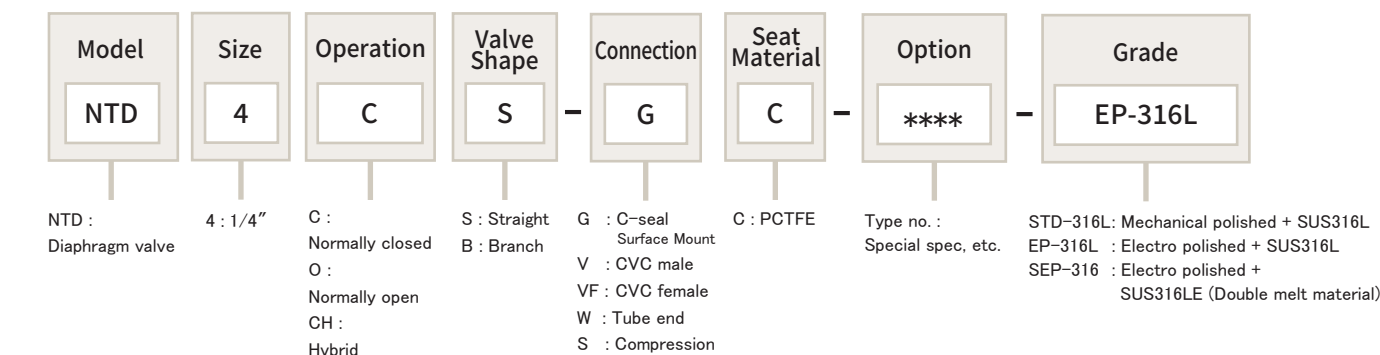 Model
NTD
NTD :
Diaphragm valve
Size
4
4 : 1/4"
Operation
C
C :
Normally closed
O :
Normally open
CH :
Hybrid
Valve
Shape
S
S : Straight
B : Branch
-
Connection
G
G : C-seal
Surface Mount
V : CVC male
VF : CVC female
W : Tube end
S : Compression
Seat
Material
C
C : PCTFE
-
Option
****
Type no. :
Special spec, etc.
-
Grade
EP-316L
STD-316L: Mechanical polished + SUS316L
EP-316L : Electro polished + SUS316L
SEP-316 : Electro polished +
SUS316LE (Double melt material)